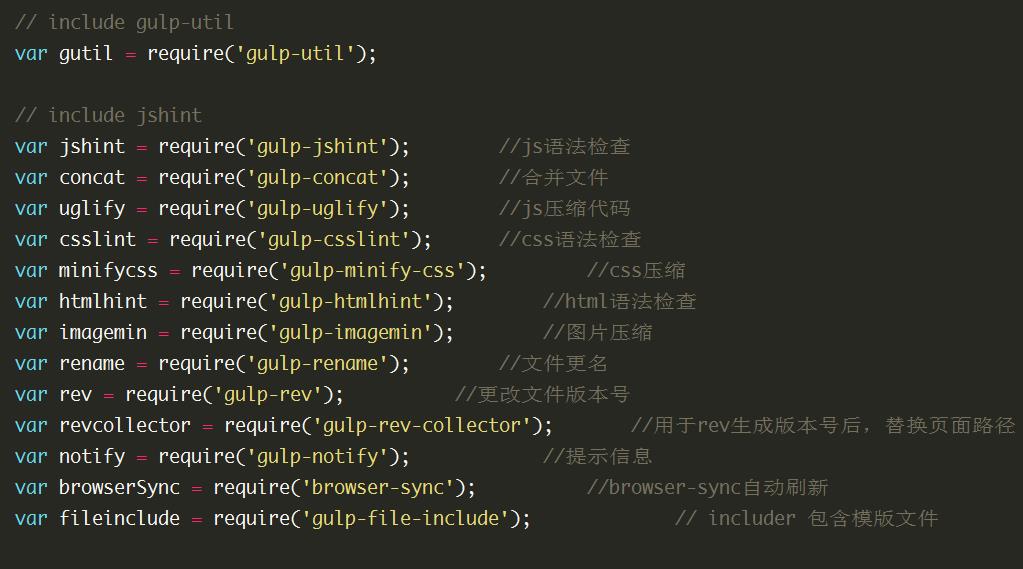 // include gulp-util
var gutil = require('gulp-util');
// include jshint
var jshint = require('gulp-jshint'); //js语法检查
var concat = require('gulp-concat'); //合并文件
var uglify = require('gulp-uglify'); //js压缩代码
var csslint = require('gulp-csslint'); //css语法检查
var minifycss = require('gulp-minify-css'); //css压缩
var htmlhint = require('gulp-htmlhint'); //html语法检查
var imagemin = require('gulp-imagemin'); //图片压缩
var rename = require('gulp-rename'); //文件更名
var rev = require('gulp-rev'); //更改文件版本号
var revcollector = require('gulp-rev-collector'); //用于rev生成版本号后，替换页面路径
var notify = require('gulp-notify'); //提示信息
var browserSync = require('browser-sync'); //browser-sync自动刷新
var fileinclude = require('gulp-file-include'); // includer 包含模版文件